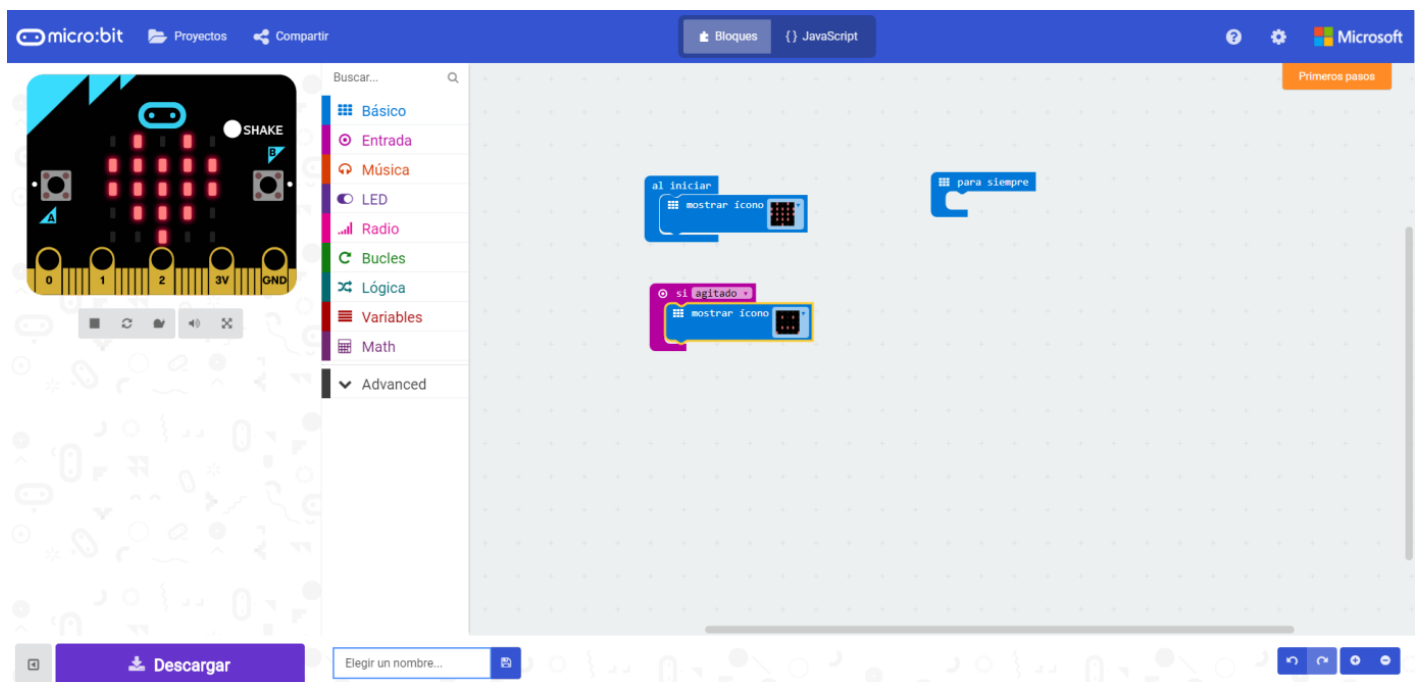 micro:bit Proyectos Compartir Bloques {} JavaScript Microsoft
Primeros pasos
SHAKE
B
A
0 1 2 3V GND
Buscar...
Básico
Entrada
Música
LED
Radio
Bucles
Lógica
Variables
Math
Advanced
al iniciar
mostrar ícono
para siempre
si agitado
mostrar ícono
Descargar
Elegir un nombre...